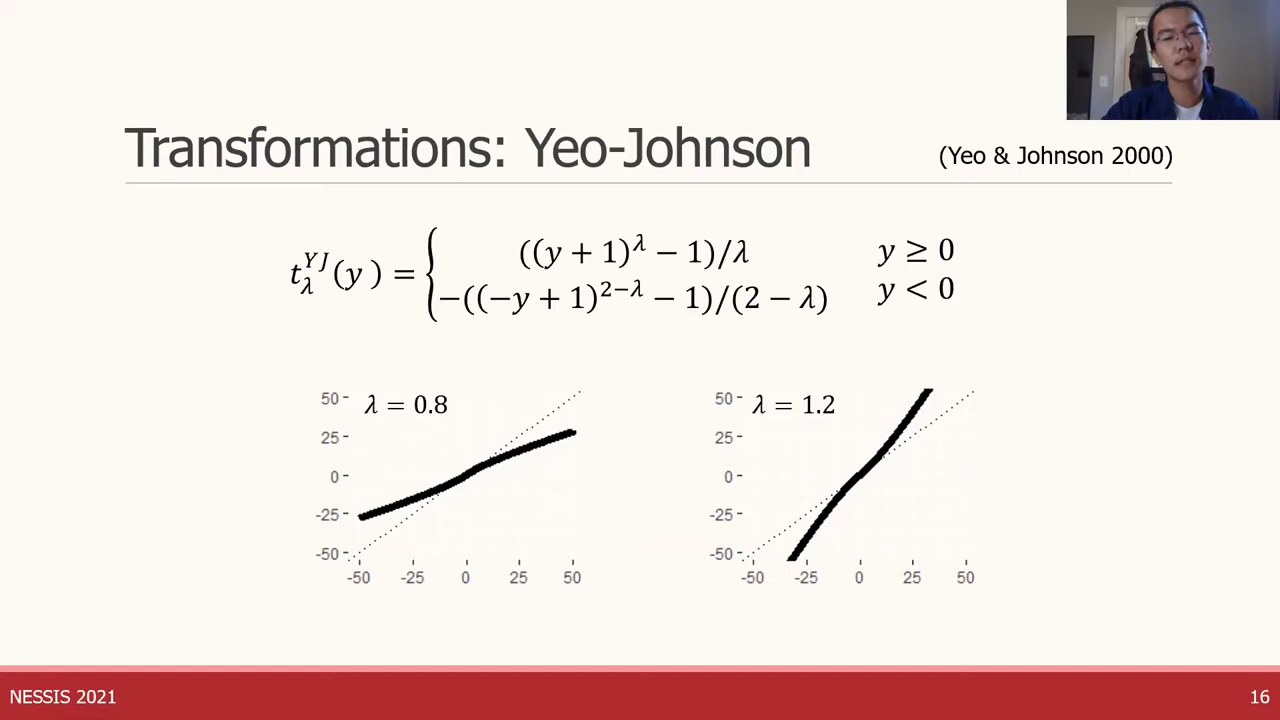 Transformations: Yeo-Johnson
(Yeo & Johnson 2000)
t_λ^{YJ}(y) = { ((y + 1)^λ − 1)/λ y ≥ 0
−((−y + 1)^{2−λ} − 1)/(2 − λ) y < 0
λ = 0.8
50
25
0
-25
-50
-50 -25 0 25 50
λ = 1.2
50
25
0
-25
-50
-50 -25 0 25 50
NESSIS 2021
16